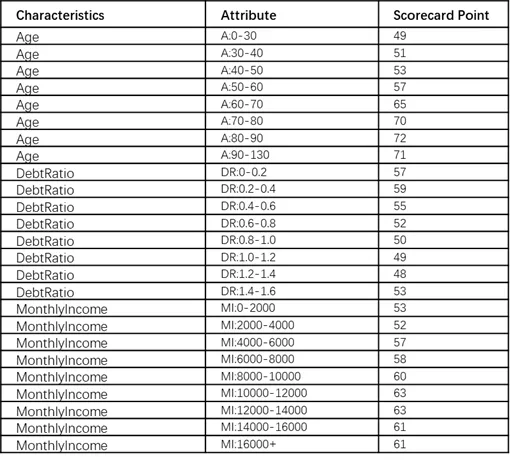 Characteristics Attribute Scorecard Point
Age A:0-30 49
Age A:30-40 51
Age A:40-50 53
Age A:50-60 57
Age A:60-70 65
Age A:70-80 70
Age A:80-90 72
Age A:90-130 71
DebtRatio DR:0-0.2 57
DebtRatio DR:0.2-0.4 59
DebtRatio DR:0.4-0.6 55
DebtRatio DR:0.6-0.8 52
DebtRatio DR:0.8-1.0 50
DebtRatio DR:1.0-1.2 49
DebtRatio DR:1.2-1.4 48
DebtRatio DR:1.4-1.6 53
MonthlyIncome MI:0-2000 53
MonthlyIncome MI:2000-4000 52
MonthlyIncome MI:4000-6000 57
MonthlyIncome MI:6000-8000 58
MonthlyIncome MI:8000-10000 60
MonthlyIncome MI:10000-12000 63
MonthlyIncome MI:12000-14000 63
MonthlyIncome MI:14000-16000 61
MonthlyIncome MI:16000+ 61